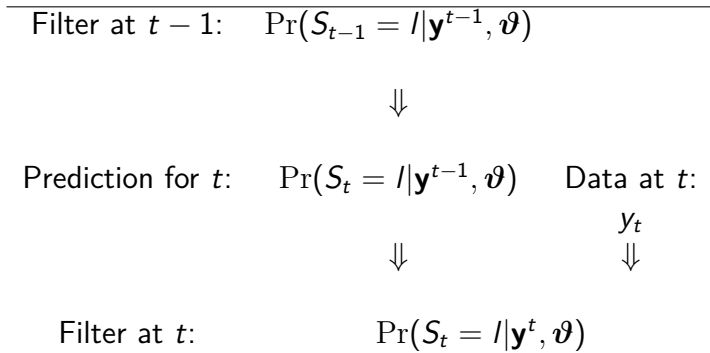 Filter at t − 1: Pr(S_{t−1} = l|𝐲^{t−1}, 𝝑)
⇓
Prediction for t: Pr(S_t = l|𝐲^{t−1}, 𝝑) Data at t:
y_t
⇓ ⇓
Filter at t: Pr(S_t = l|𝐲^t, 𝝑)